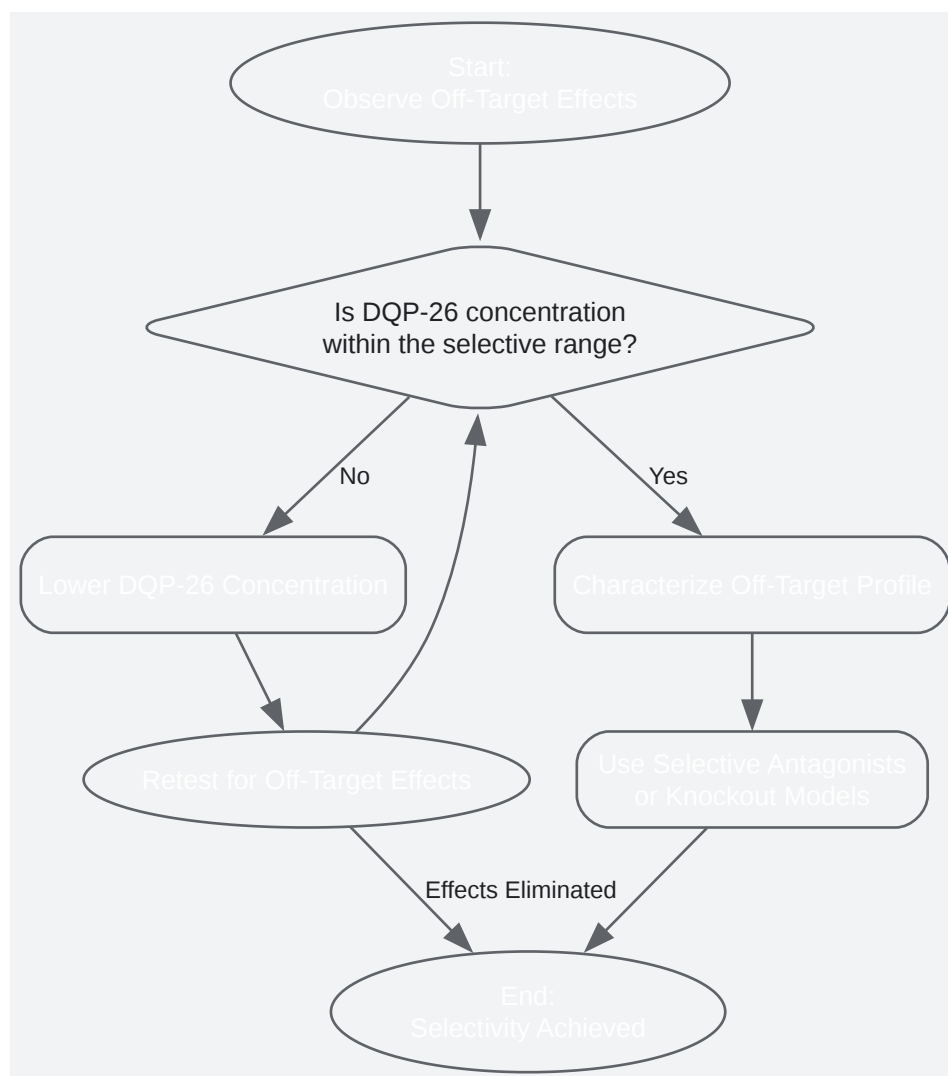 Start:
Observe Off-Target Effects
Is DQP-26 concentration
within the selective range?
No
Yes
Lower DQP-26 Concentration
Characterize Off-Target Profile
Retest for Off-Target Effects
Use Selective Antagonists
or Knockout Models
Effects Eliminated
End:
Selectivity Achieved